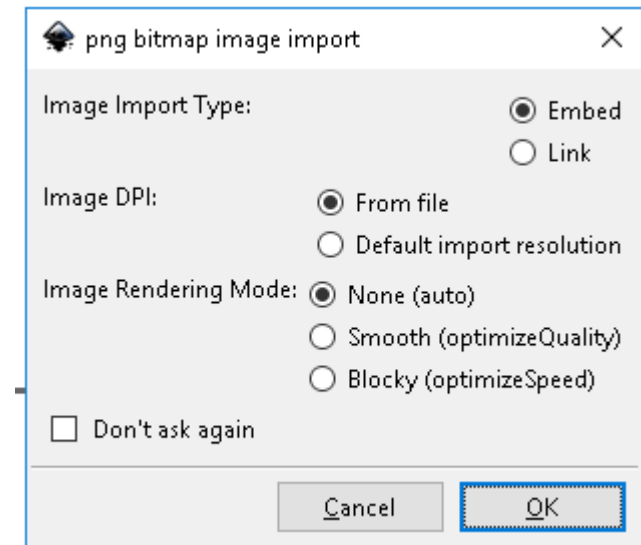 png bitmap image import
Image Import Type:
Embed
Link
Image DPI:
From file
Default import resolution
Image Rendering Mode:
None (auto)
Smooth (optimizeQuality)
Blocky (optimizeSpeed)
Don't ask again
Cancel
OK